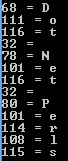 68 = D
111 = o
116 = t
32 =
78 = N
101 = e
116 = t
32 =
80 = P
101 = e
114 = r
108 = l
115 = s